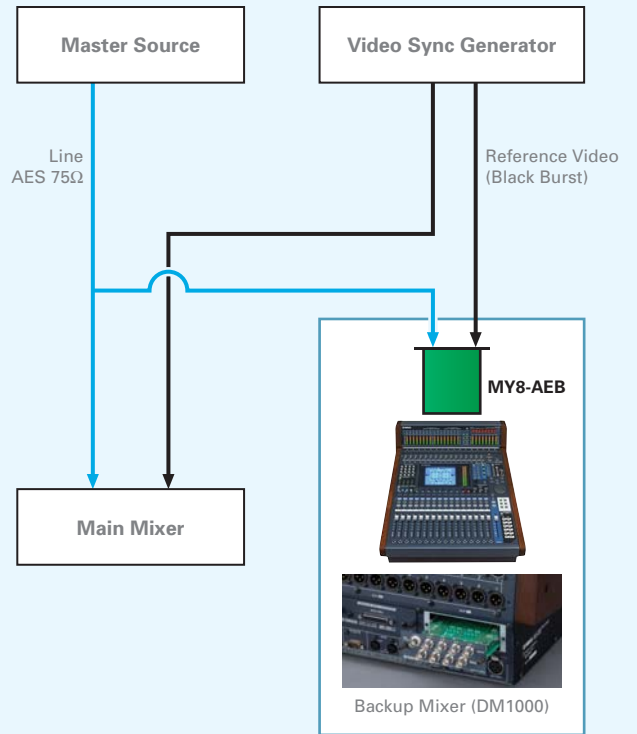 Master Source
Video Sync Generator
Line
AES 75Ω
Reference Video
(Black Burst)
MY8-AEB
Main Mixer
Backup Mixer (DM1000)